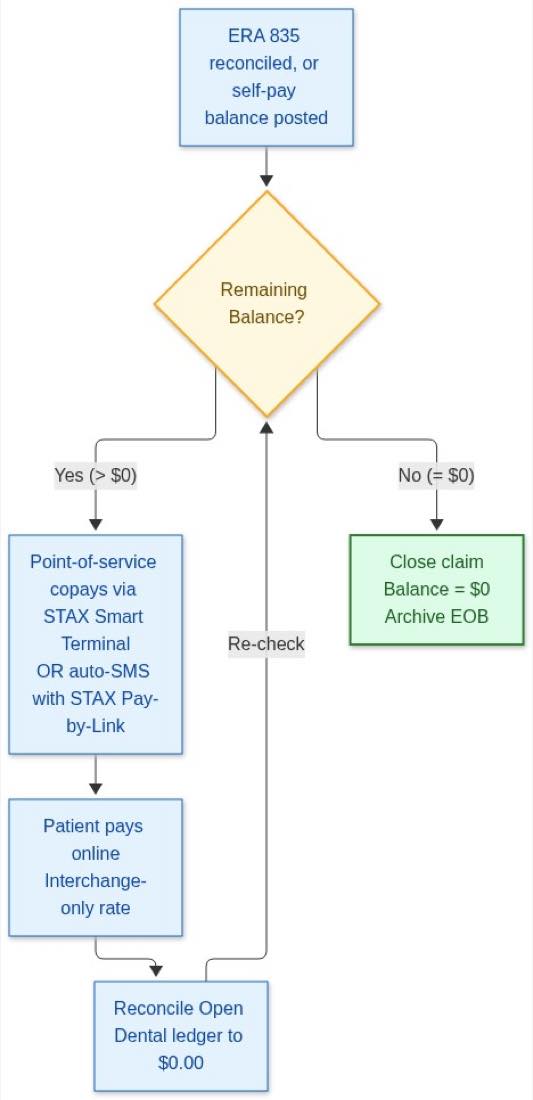 ERA 835
reconciled, or
self-pay
balance posted
Remaining
Balance?
Yes (> $0)
No (= $0)
Point-of-service
copays via
STAX Smart
Terminal
OR auto-SMS
with STAX Pay-
by-Link
Close claim
Balance = $0
Archive EOB
Re-check
Patient pays
online
Interchange-
only rate
Reconcile Open
Dental ledger to
$0.00